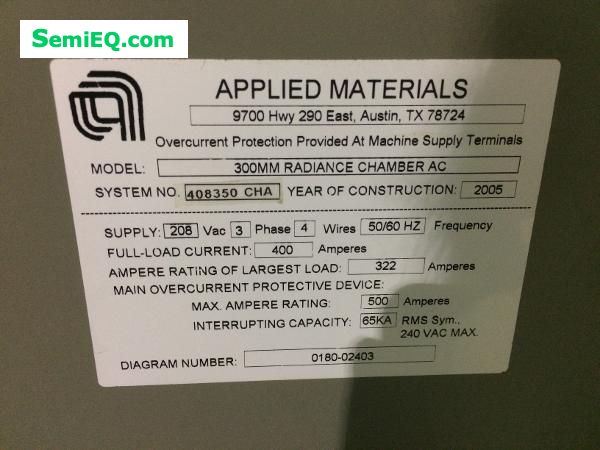 SemiEQ.com
APPLIED MATERIALS
9700 Hwy 290 East, Austin, TX 78724
Overcurrent Protection Provided At Machine Supply Terminals
MODEL: 300MM RADIANCE CHAMBER AC
SYSTEM NO. 408350 CHA YEAR OF CONSTRUCTION: 2005
SUPPLY: 208 Vac 3 Phase 4 Wires 50/60 HZ Frequency
FULL-LOAD CURRENT: 400 Amperes
AMPERE RATING OF LARGEST LOAD: 322 Amperes
MAIN OVERCURRENT PROTECTIVE DEVICE:
MAX. AMPERE RATING: 500 Amperes
INTERRUPTING CAPACITY: 65KA RMS Sym.,
240 VAC MAX.
DIAGRAM NUMBER: 0180-02403